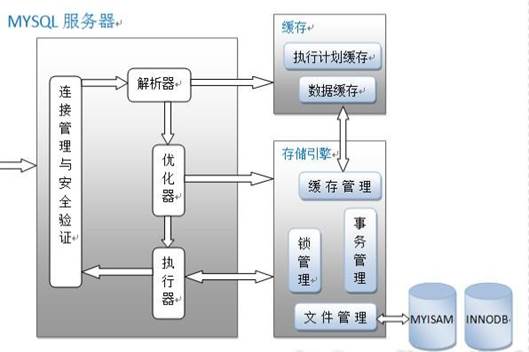 MYSQL 服务器
缓存
执行计划缓存
数据缓存
连接管理与安全验证
解析器
优化器
执行器
存储引擎
缓存管理
锁管理
事务管理
文件管理
MYISAM
INNODB